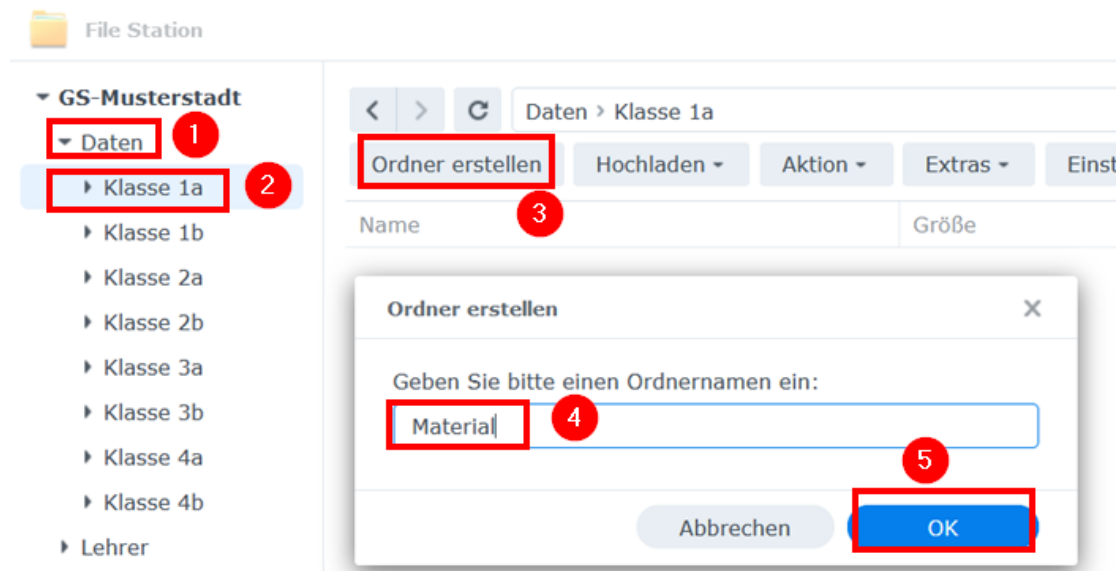 File Station
GS-Musterstadt
Daten
1
Klasse 1a
2
Klasse 1b
Klasse 2a
Klasse 2b
Klasse 3a
Klasse 3b
Klasse 4a
Klasse 4b
Lehrer
Daten > Klasse 1a
Ordner erstellen Hochladen Aktion Extras Einst
3
Name Größe
Ordner erstellen
Geben Sie bitte einen Ordnernamen ein:
Material
4
5
Abbrechen OK